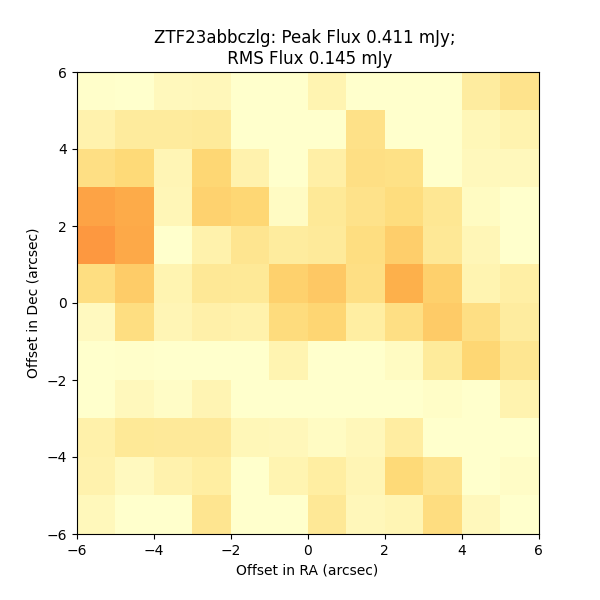 ZTF23abbczlg: Peak Flux 0.411 mJy;
RMS Flux 0.145 mJy
6
4
2
0
−2
−4
−6
Offset in Dec (arcsec)
−6 −4 −2 0 2 4 6
Offset in RA (arcsec)